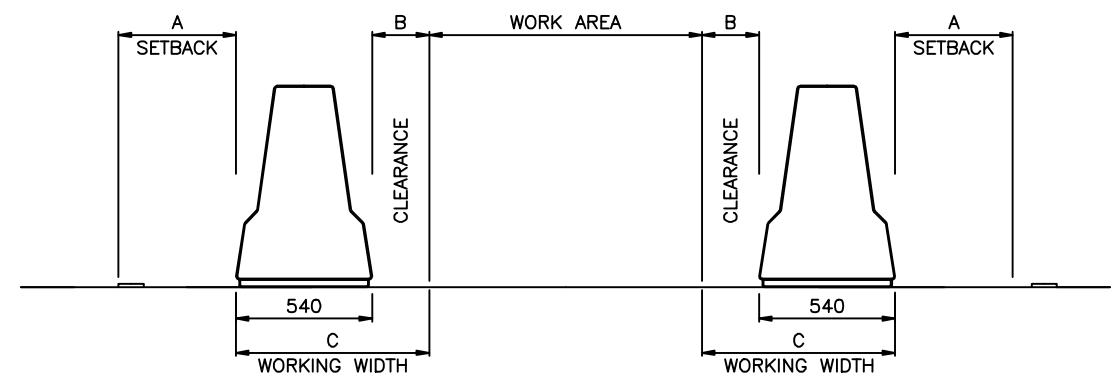 A
SETBACK
B
WORK AREA
B
A
SETBACK
CLEARANCE
CLEARANCE
540
540
C
WORKING WIDTH
C
WORKING WIDTH